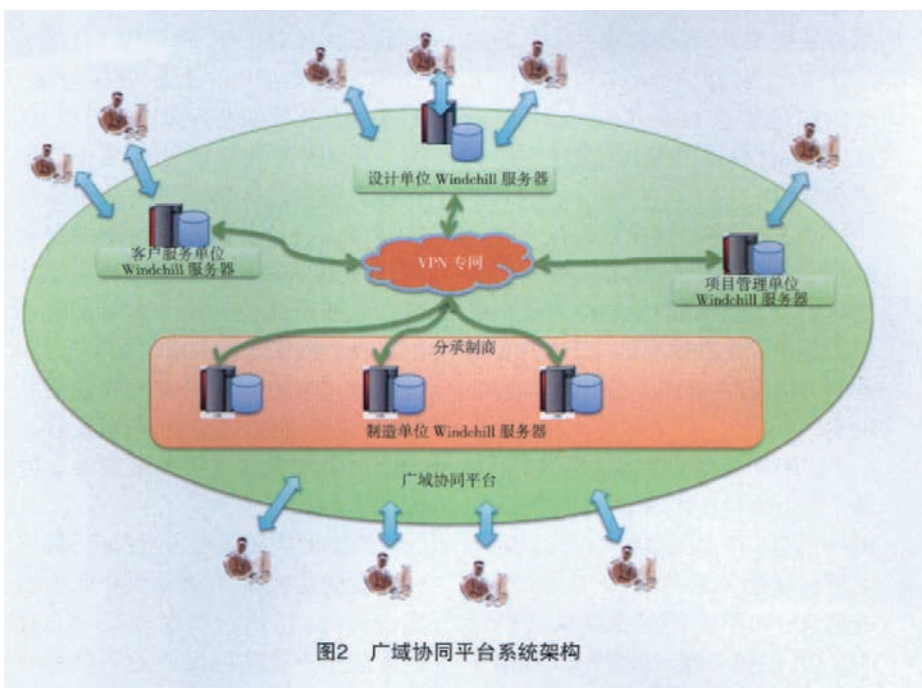 设计单位 Windchill 服务器
客户服务单位
Windchill 服务器
VPN 专网
项目管理单位
Windchill 服务器
分承制商
制造单位 Windchill 服务器
广域协同平台
图2 广域协同平台系统架构